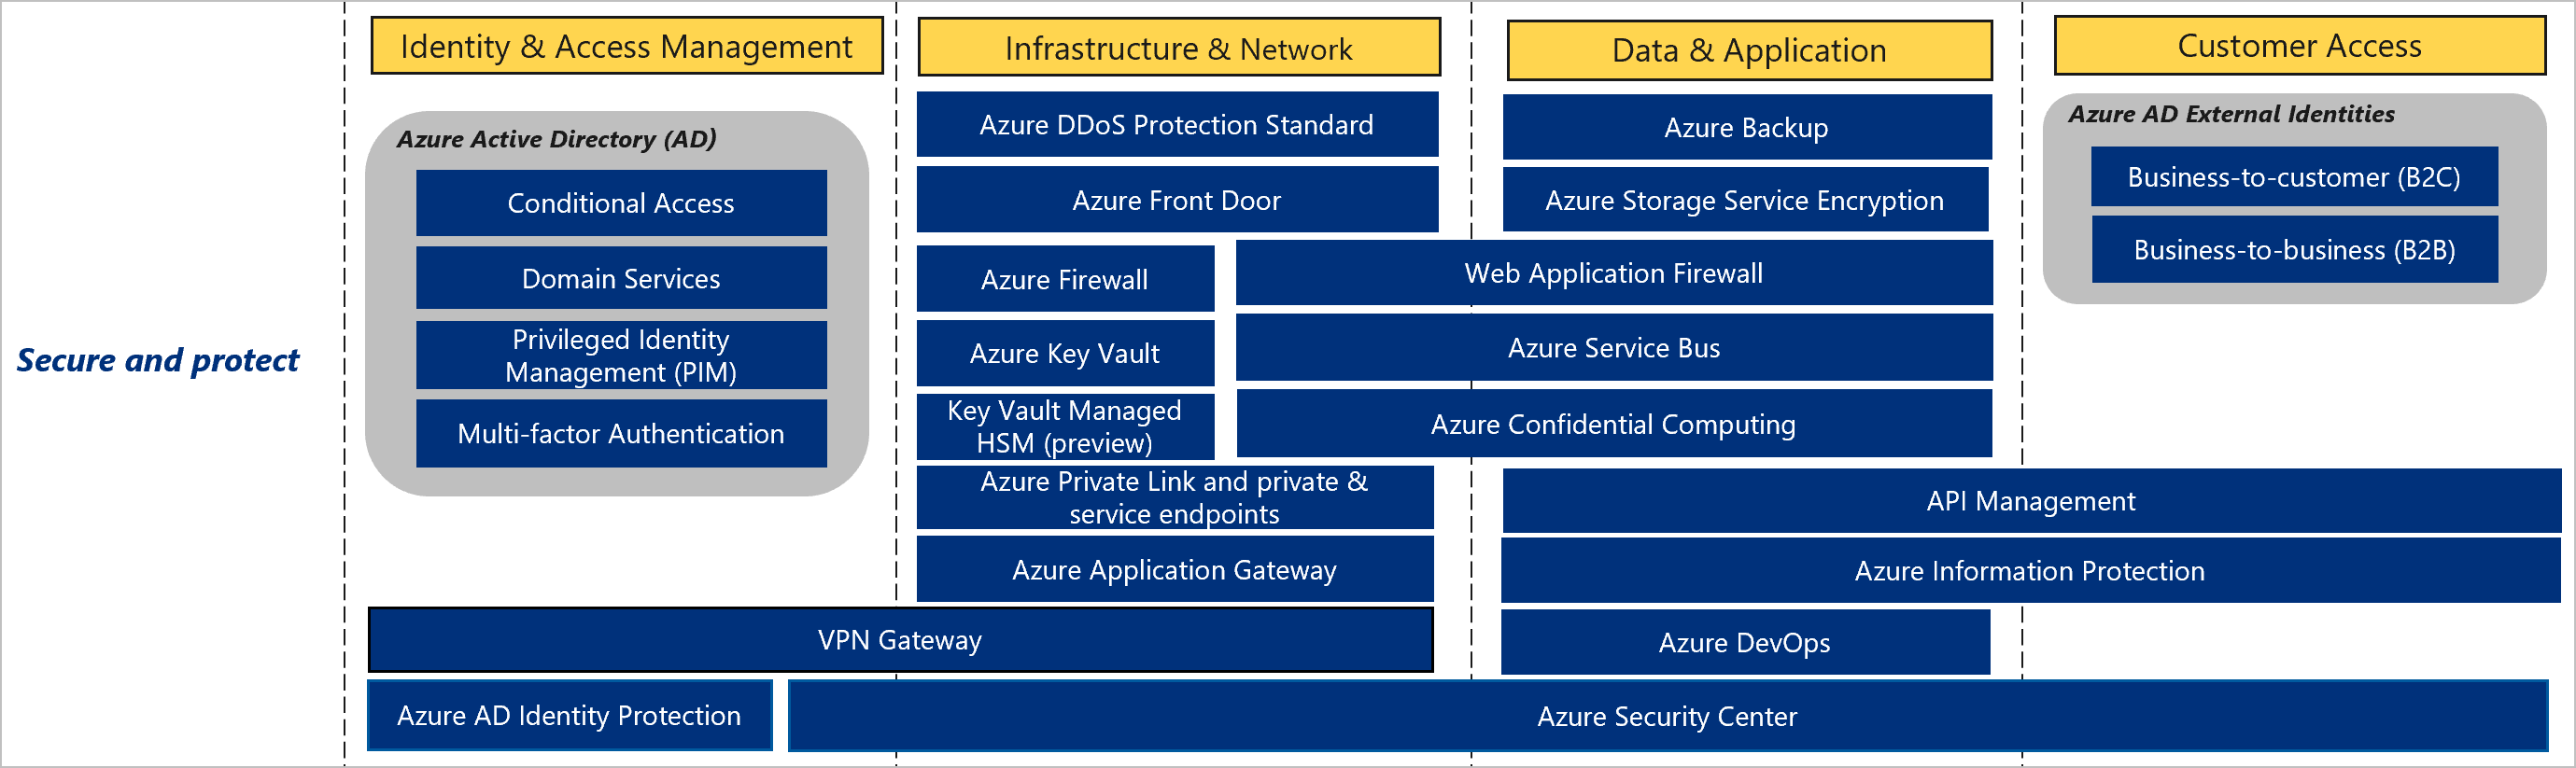 Secure and protect
Identity & Access Management
Azure Active Directory (AD)
Conditional Access
Domain Services
Privileged Identity
Management (PIM)
Multi-factor Authentication
Infrastructure & Network
Azure DDoS Protection Standard
Azure Front Door
Azure Firewall
Azure Key Vault
Key Vault Managed
HSM (preview)
Azure Private Link and private &
service endpoints
Azure Application Gateway
VPN Gateway
Azure AD Identity Protection
Data & Application
Azure Backup
Azure Storage Service Encryption
Web Application Firewall
Azure Service Bus
Azure Confidential Computing
API Management
Azure Information Protection
Azure DevOps
Azure Security Center
Customer Access
Azure AD External Identities
Business-to-customer (B2C)
Business-to-business (B2B)